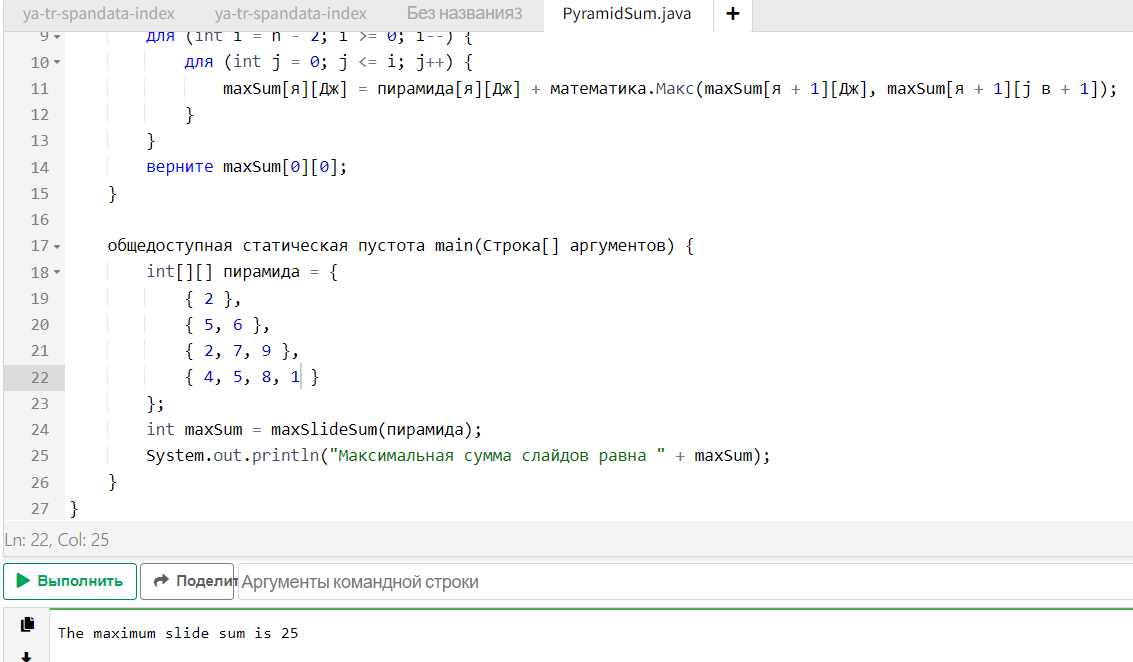 ya-tr-spandata-index ya-tr-spandata-index Без названия3 PyramidSum.java +
9 для (int i = n - 2; i >= 0; i--) {
10 для (int j = 0; j <= i; j++) {
11 maxSum[я][Дж] = пирамида[я][Дж] + математика.Макс(maxSum[я + 1][Дж], maxSum[я + 1][j в + 1]);
12 }
13 }
14 верните maxSum[0][0];
15 }
16
17 общедоступная статическая пустота main(Строка[] аргументов) {
18 int[][] пирамида = {
19 { 2 },
20 { 5, 6 },
21 { 2, 7, 9 },
22 { 4, 5, 8, 1 }
23 };
24 int maxSum = maxSlideSum(пирамида);
25 System.out.println("Максимальная сумма слайдов равна " + maxSum);
26 }
27 }
Ln: 22, Col: 25
Выполнить Поделит Аргументы командной строки
The maximum slide sum is 25